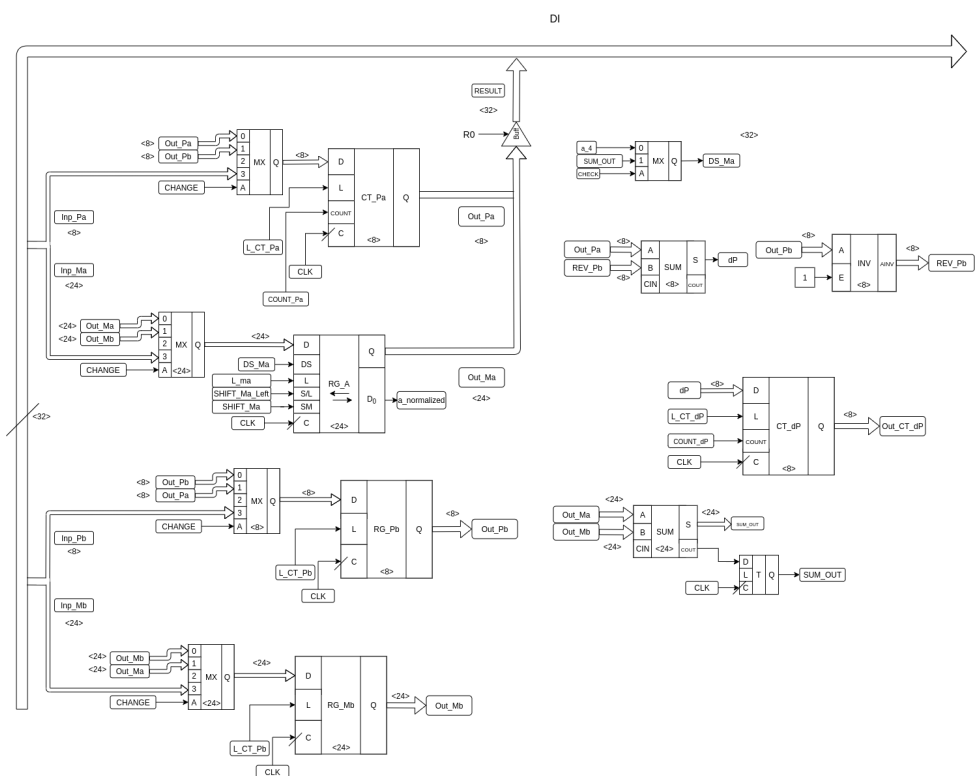 DI
RESULT
<32>
R0
Buff
<8>
Out_Pa
<8>
Out_Pb
0
1
2
3
A
MX
Q
CHANGE
<8>
D
L
COUNT
C
CT_Pa
<8>
Q
L_CT_Pa
CLK
COUNT_Pa
Out_Pa
<8>
Inp_Pa
<8>
Inp_Ma
<24>
<24>
Out_Ma
<24>
Out_Mb
0
1
2
3
A
MX
<24>
Q
CHANGE
<24>
D
DS
L
S/L
SM
C
RG_A
<24>
Q
D0
DS_Ma
L_ma
SHIFT_Ma_Left
SHIFT_Ma
CLK
a_normalized
Out_Ma
<24>
<32>
<8>
Out_Pb
<8>
Out_Pa
0
1
2
3
A
MX
<8>
Q
CHANGE
<8>
D
L
C
RG_Pb
<8>
Q
L_CT_Pb
CLK
<8>
Out_Pb
Inp_Pb
<8>
Inp_Mb
<24>
<24>
Out_Mb
<24>
Out_Ma
0
1
2
3
A
MX
<24>
Q
CHANGE
<24>
D
L
C
RG_Mb
<24>
Q
L_CT_Pb
CLK
<24>
Out_Mb
<32>
a_4
SUM_OUT
CHECK
0
1
A
MX
Q
DS_Ma
Out_Pa
<8>
REV_Pb
<8>
A
B
CIN
SUM
<8>
S
COUT
dP
Out_Pb
<8>
1
A
E
INV
<8>
AINV
<8>
REV_Pb
dP
<8>
L_CT_dP
COUNT_dP
CLK
D
L
COUNT
C
CT_dP
<8>
Q
<8>
Out_CT_dP
<24>
Out_Ma
Out_Mb
<24>
A
B
CIN
SUM
<24>
S
COUT
<24>
SUM_OUT
CLK
D
L
C
T
Q
SUM_OUT